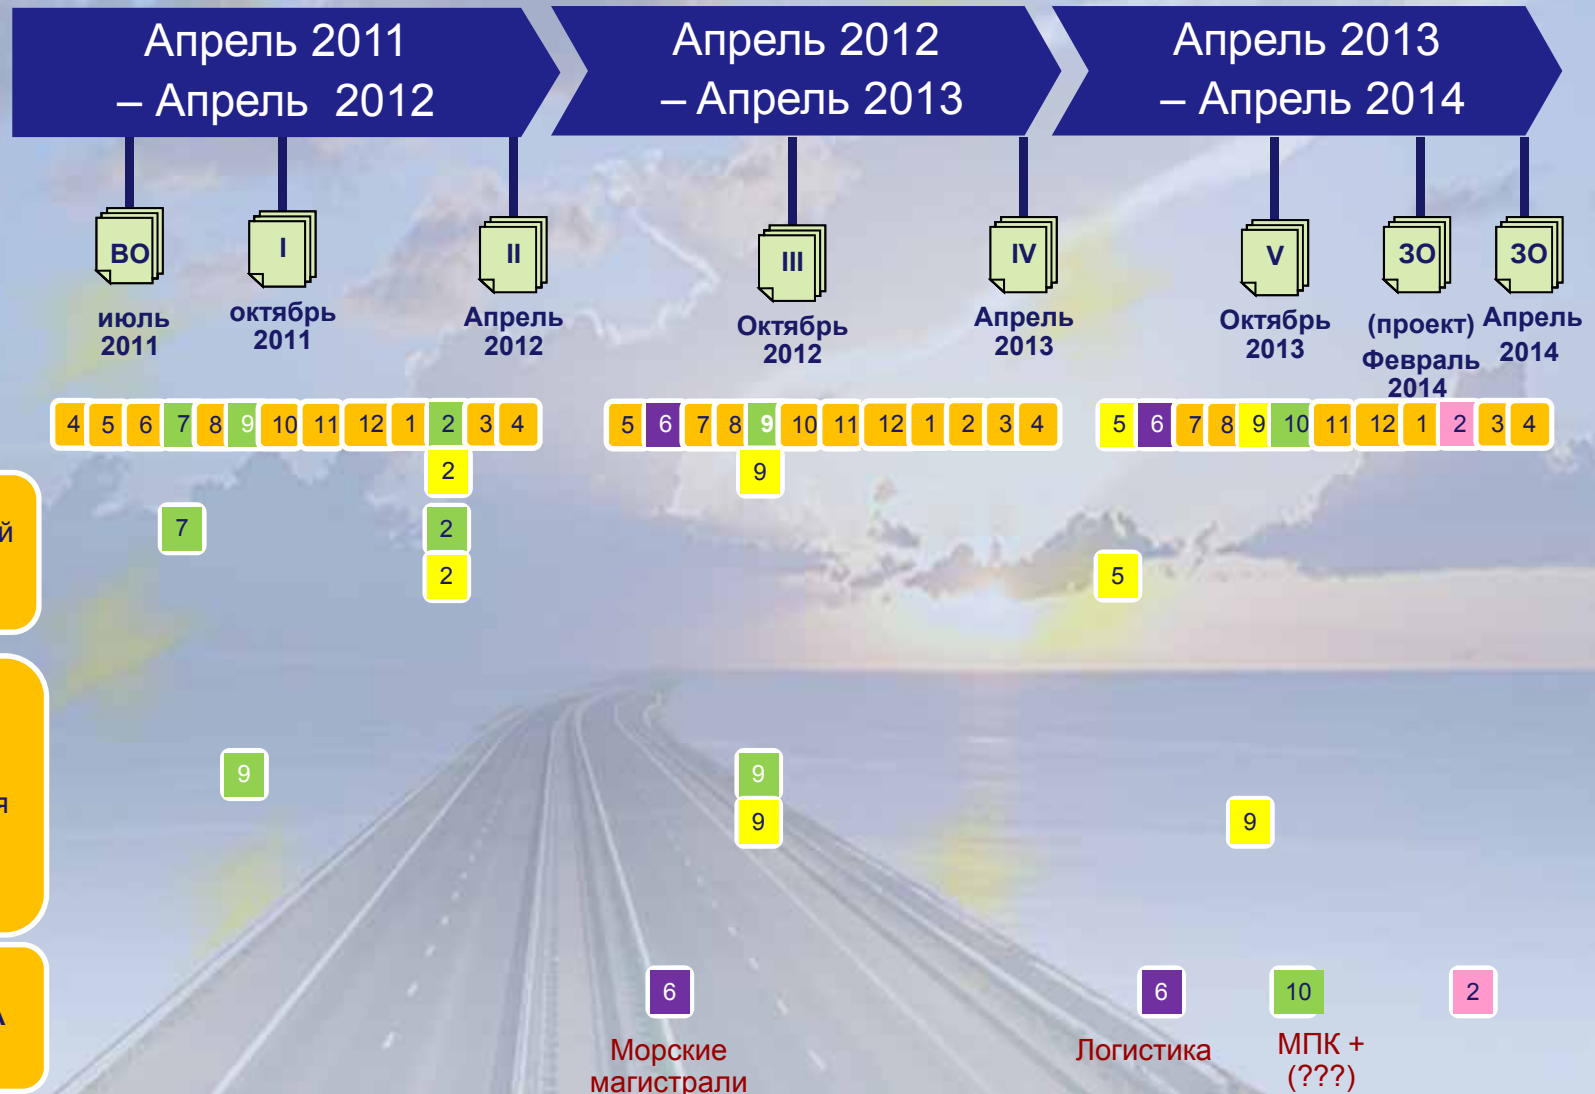 Апрель 2011
– Апрель 2012
Апрель 2012
– Апрель 2013
Апрель 2013
– Апрель 2014
ВО
I
II
III
IV
V
ЗО
ЗО
июль
2011
октябрь
2011
Апрель
2012
Октябрь
2012
Апрель
2013
Октябрь
2013
(проект)
Февраль
2014
Апрель
2014
4 5 6 7 8 9 10 11 12 1 2 3 4
5 6 7 8 9 10 11 12 1 2 3 4
5 6 7 8 9 10 11 12 1 2 3 4
2
9
й
7
2
2
5
9
9
я
9
9
6
6
10
2
А
Морские
магистрали
Логистика
МПК +
(???)